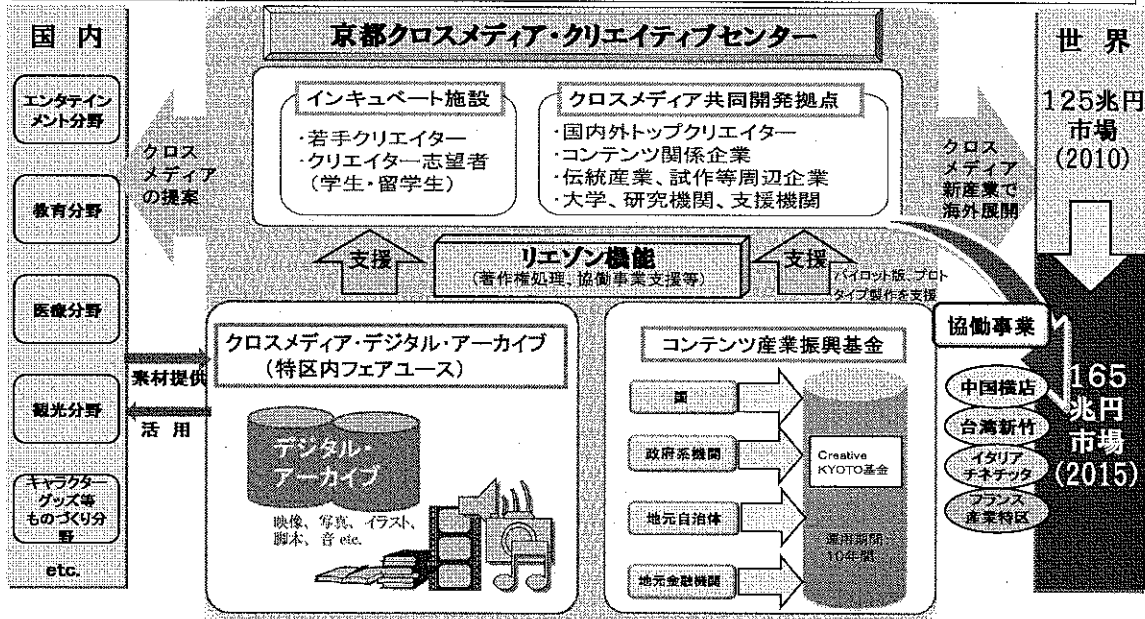 国 内
エンタテイン
メント分野
教育分野
医療分野
観光分野
キャラクター
グッズ等
ものづくり分
野
etc.
クロス
メディア
の提案
素材提供
活 用
京都クロスメディア・クリエイティブセンター
インキュベート施設
・若手クリエイター
・クリエイター志望者
(学生・留学生)
クロスメディア共同開発拠点
・国内外トップクリエイター
・コンテンツ関係企業
・伝統産業、試作等周辺企業
・大学、研究機関、支援機関
支援
リエゾン機能
(著作権処理、協働事業支援等)
支援
パイロット版、プロト
タイプ製作を支援
クロスメディア・デジタル・アーカイブ
(特区内フェアユース)
デジタル・
アーカイブ
映像、写真、イラスト、
脚本、音 etc.
コンテンツ産業振興基金
国
政府系機関
地元自治体
地元金融機関
Creative
KYOTO基金
運用期間
10年間
クロス
メディア
新産業で
海外展開
世 界
125兆円
市場
(2010)
協働事業
中国横店
台湾新竹
イタリア
チネチッタ
フランス
産業特区
165
兆円
市場
(2015)